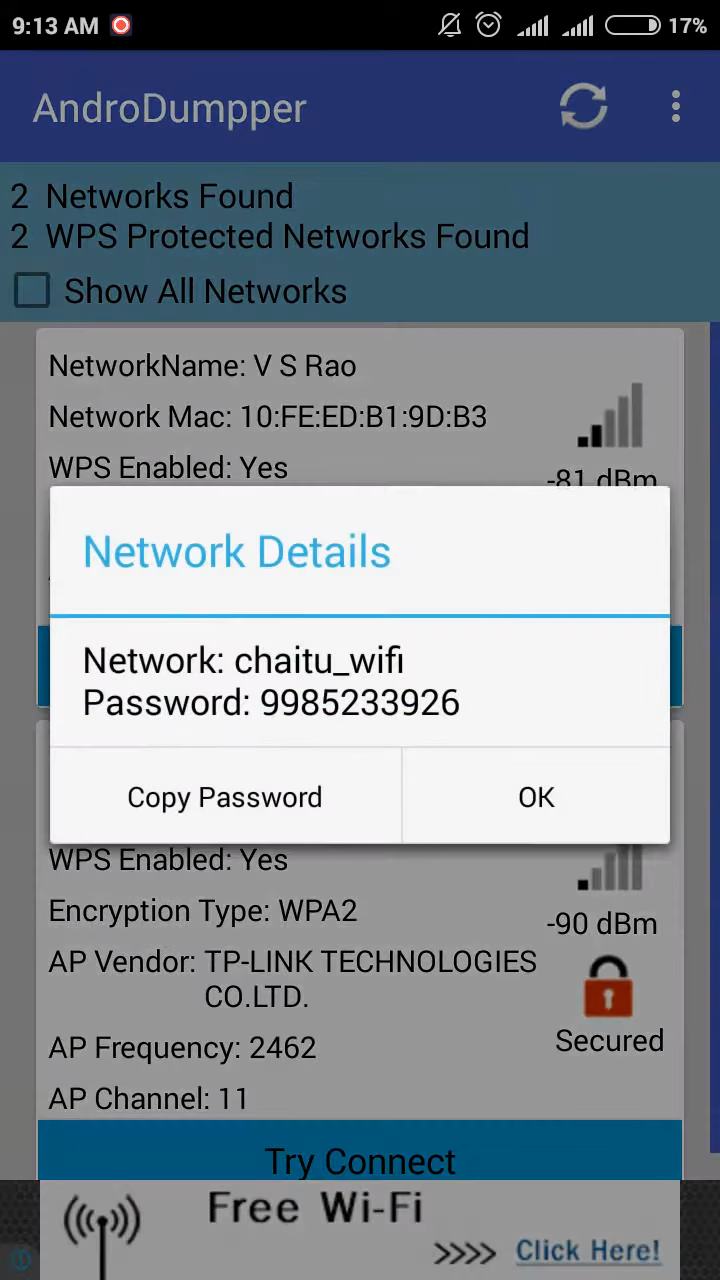 9:13 AM 17%
AndroDumpper
2 Networks Found
2 WPS Protected Networks Found
Show All Networks
NetworkName: V S Rao
Network Mac: 10:FE:ED:B1:9D:B3
WPS Enabled: Yes
-81 dBm
Network Details
Network: chaitu_wifi
Password: 9985233926
Copy Password OK
WPS Enabled: Yes
Encryption Type: WPA2
-90 dBm
AP Vendor: TP-LINK TECHNOLOGIES
CO.LTD.
Secured
AP Frequency: 2462
AP Channel: 11
Try Connect
Free Wi-Fi
>>>> Click Here!